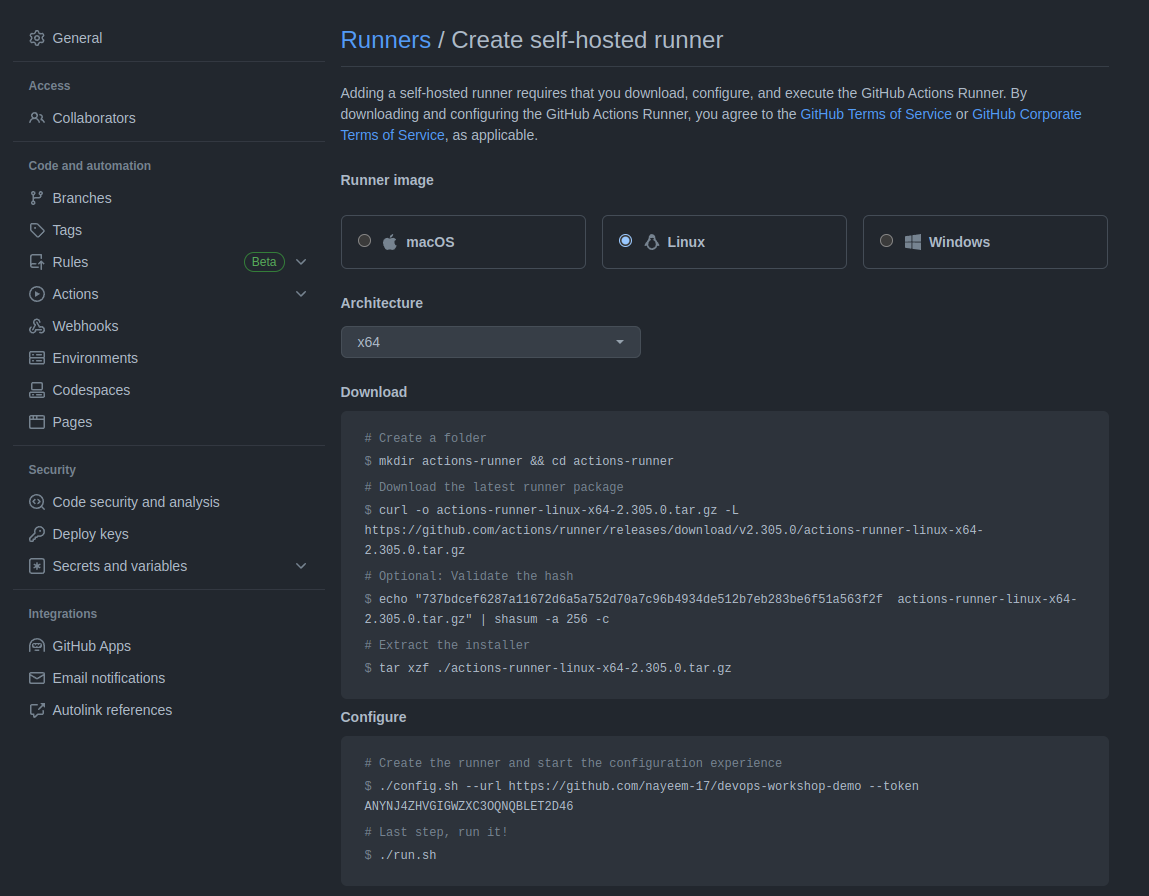 General
Access
Collaborators
Code and automation
Branches
Tags
Rules
Beta
Actions
Webhooks
Environments
Codespaces
Pages
Security
Code security and analysis
Deploy keys
Secrets and variables
Integrations
GitHub Apps
Email notifications
Autolink references
Runners / Create self-hosted runner
Adding a self-hosted runner requires that you download, configure, and execute the GitHub Actions Runner. By
downloading and configuring the GitHub Actions Runner, you agree to the GitHub Terms of Service or GitHub Corporate
Terms of Service, as applicable.
Runner image
macOS
Linux
Windows
Architecture
x64
Download
# Create a folder
$ mkdir actions-runner && cd actions-runner
# Download the latest runner package
$ curl -o actions-runner-linux-x64-2.305.0.tar.gz -L
https://github.com/actions/runner/releases/download/v2.305.0/actions-runner-linux-x64-
2.305.0.tar.gz
# Optional: Validate the hash
$ echo "737bdcef6287a11672d6a5a752d70a7c96b4934de512b7eb283be6f51a563f2f  actions-runner-linux-x64-
2.305.0.tar.gz" | shasum -a 256 -c
# Extract the installer
$ tar xzf ./actions-runner-linux-x64-2.305.0.tar.gz
Configure
# Create the runner and start the configuration experience
$ ./config.sh --url https://github.com/nayeem-17/devops-workshop-demo --token
ANYNJ4ZHVGIGWZXC3OQNQBLET2D46
# Last step, run it!
$ ./run.sh